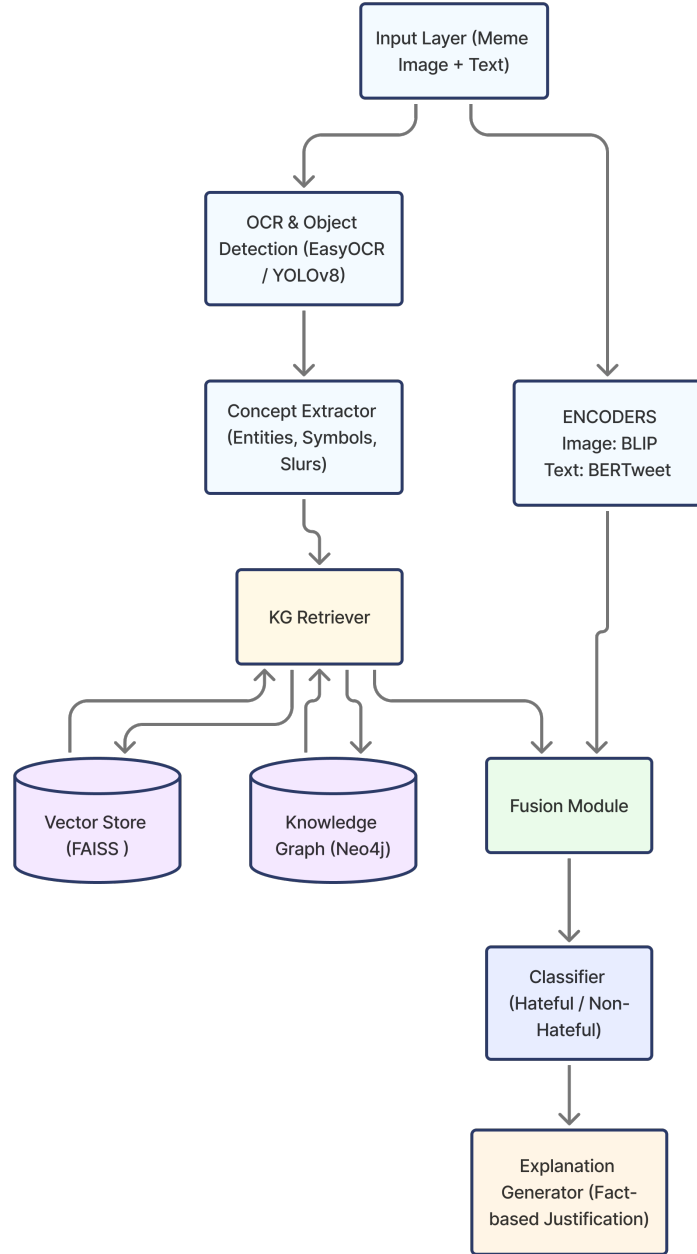 Input Layer (Meme
Image + Text)
OCR & Object
Detection (EasyOCR
/ YOLOv8)
Concept Extractor
(Entities, Symbols,
Slurs)
ENCODERS
Image: BLIP
Text: BERTweet
KG Retriever
Vector Store
(FAISS )
Knowledge
Graph (Neo4j)
Fusion Module
Classifier
(Hateful / Non-
Hateful)
Explanation
Generator (Fact-
based Justification)